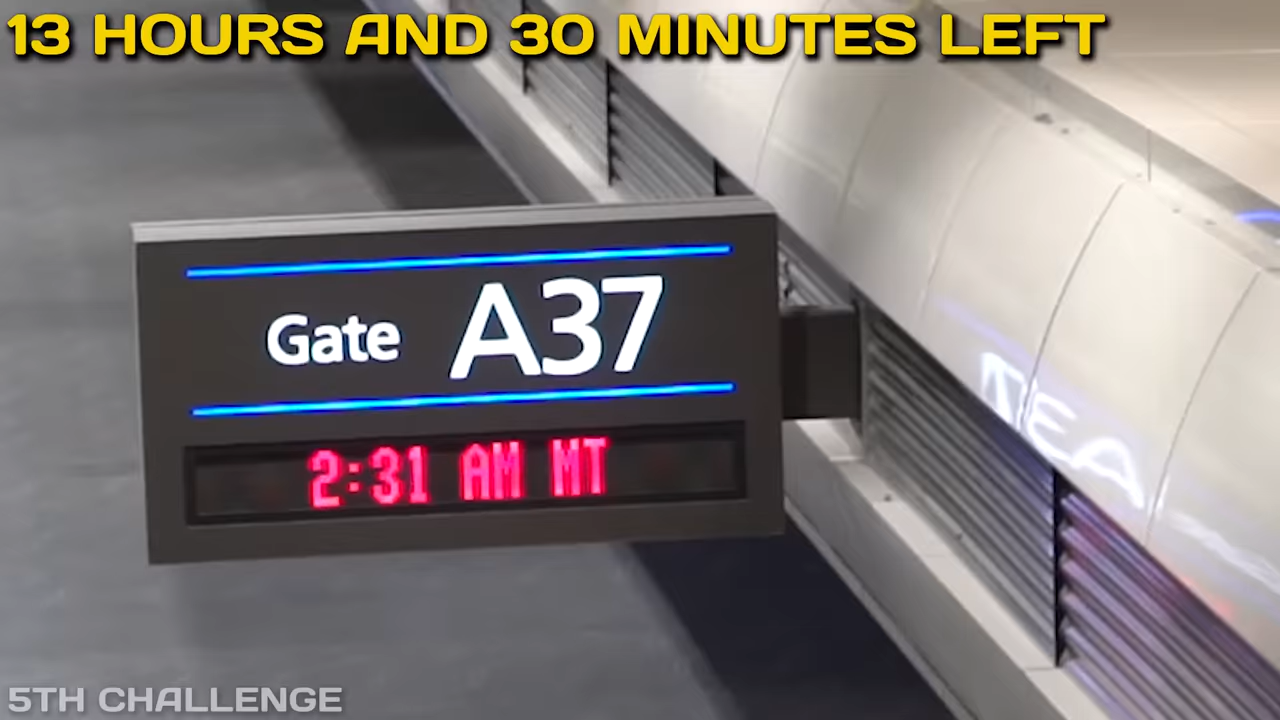 13 HOURS AND 30 MINUTES LEFT
Gate A37
2:31 AM MT
5TH CHALLENGE